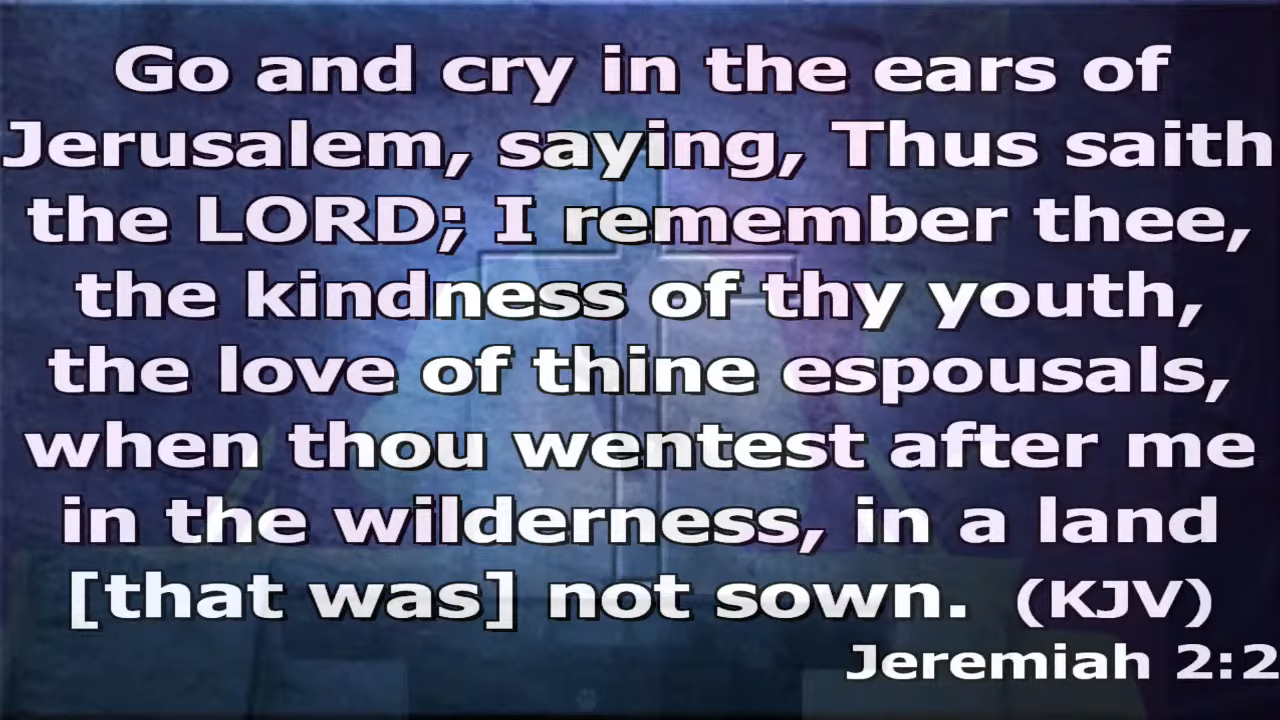 Go and cry in the ears of
Jerusalem, saying, Thus saith
the LORD; I remember thee,
the kindness of thy youth,
the love of thine espousals,
when thou wentest after me
in the wilderness, in a land
[that was] not sown. (KJV)
Jeremiah 2:2